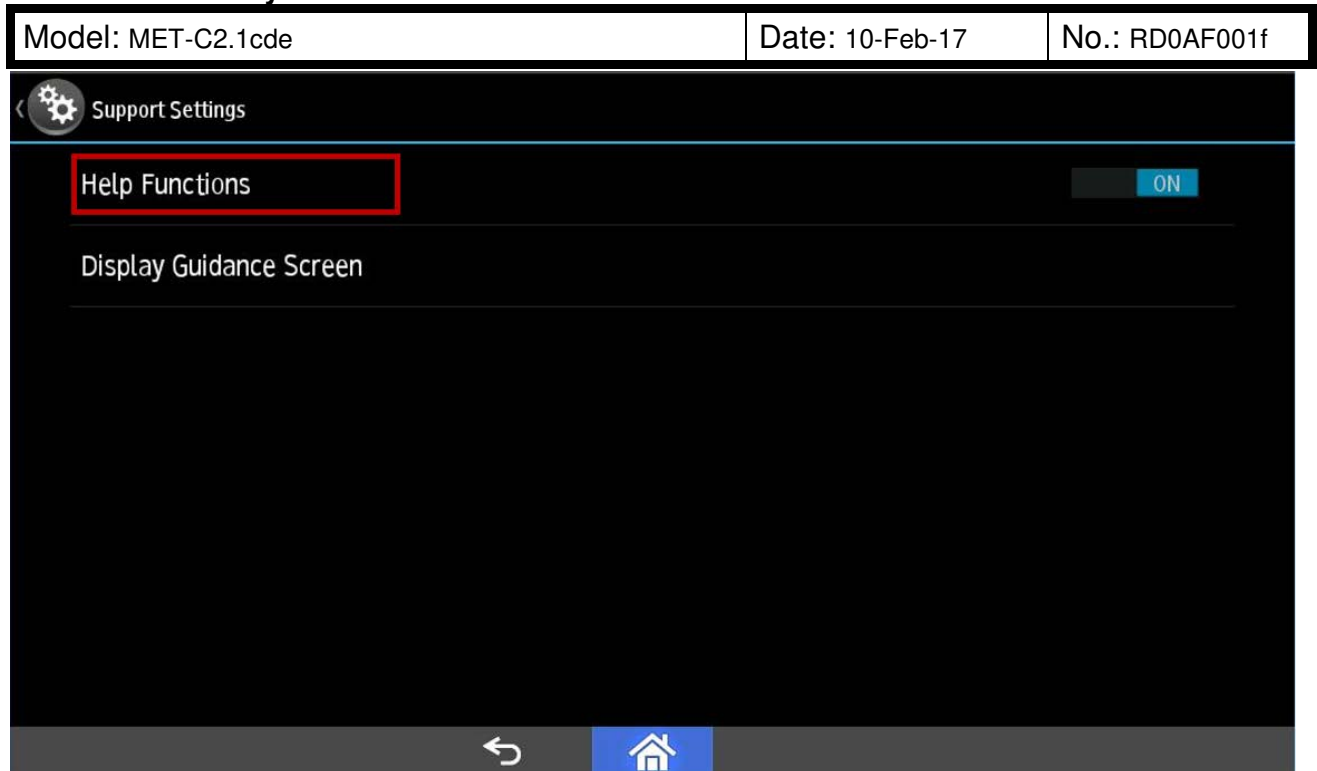 Model: MET-C2.1cde Date: 10-Feb-17 No.: RD0AF001f
Support Settings
Help Functions ON
Display Guidance Screen